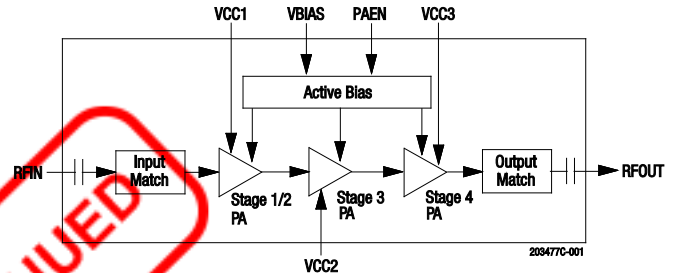 VCC1 VBIAS PAEN VCC3
Active Bias
RFIN
Input
Match
Stage 1/2
PA
Stage 3
PA
Stage 4
PA
Output
Match
RFOUT
VCC2
203477C-001
NUED